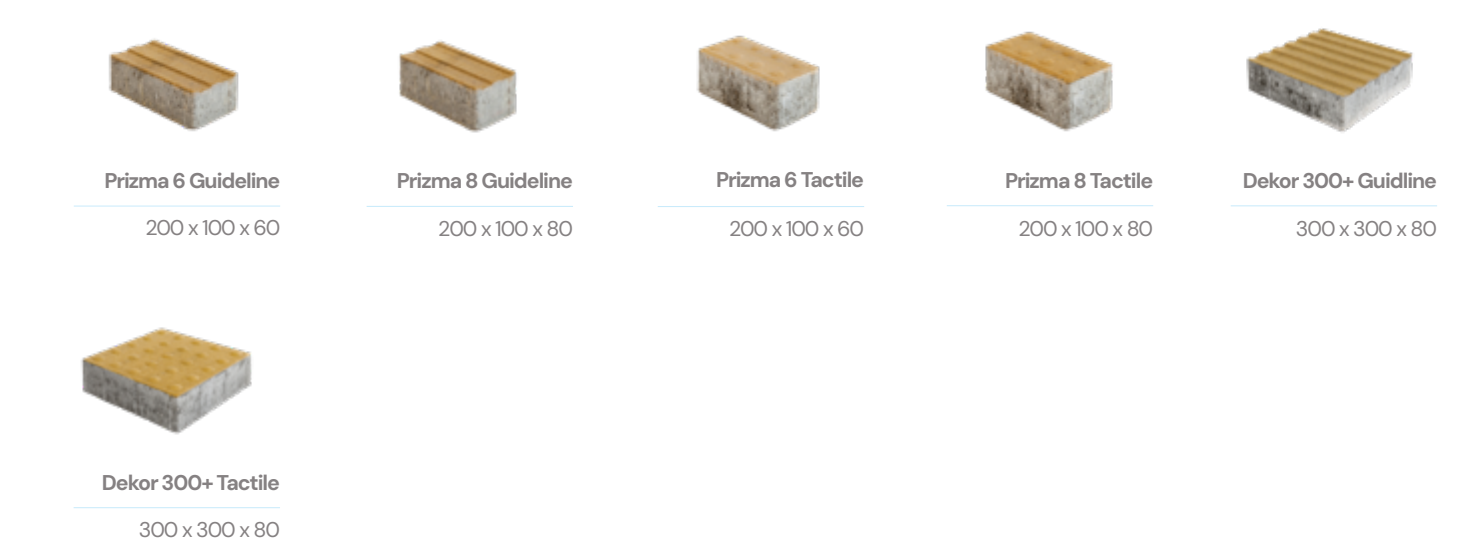 Prizma 6 Guideline
200 x 100 x 60
Prizma 8 Guideline
200 x 100 x 80
Prizma 6 Tactile
200 x 100 x 60
Prizma 8 Tactile
200 x 100 x 80
Dekor 300+ Guidline
300 x 300 x 80
Dekor 300+ Tactile
300 x 300 x 80